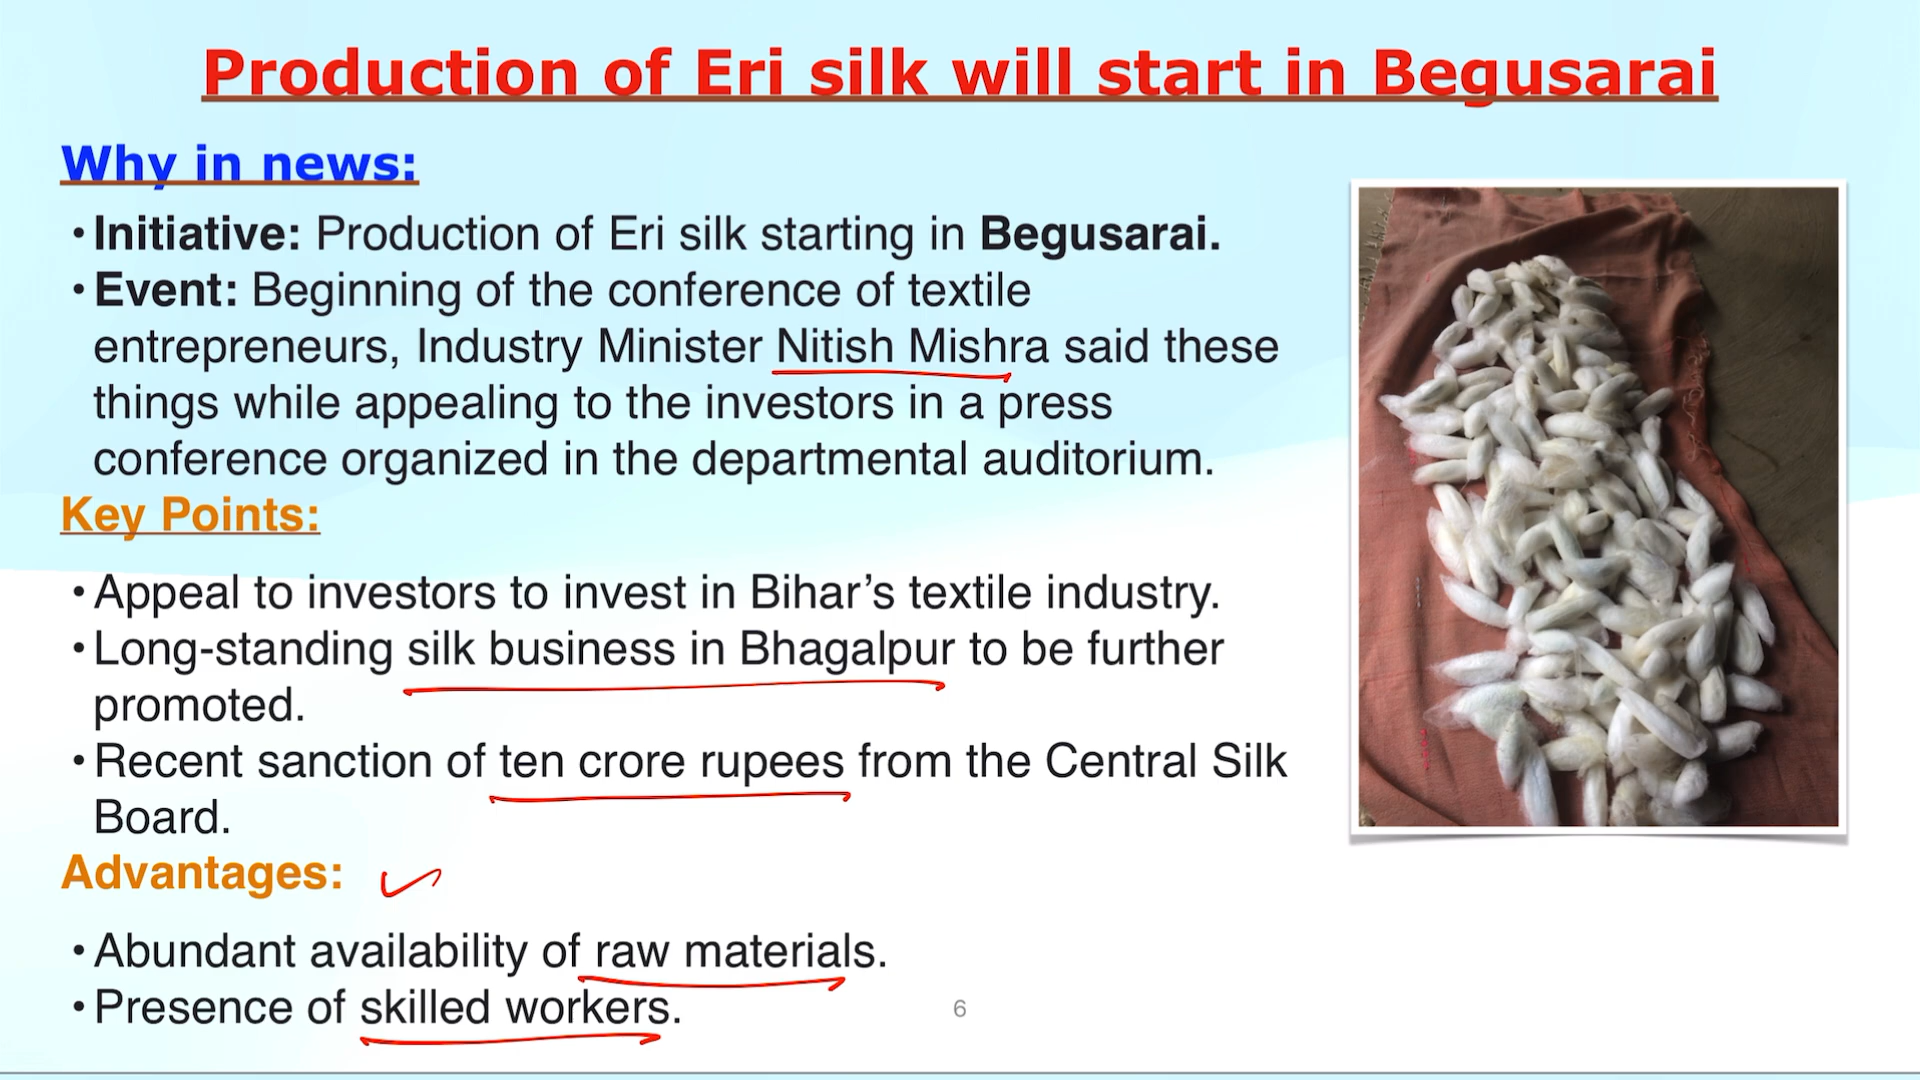 Production of Eri silk will start in Begusarai
Why in news:
• Initiative: Production of Eri silk starting in Begusarai.
• Event: Beginning of the conference of textile
entrepreneurs, Industry Minister Nitish Mishra said these
things while appealing to the investors in a press
conference organized in the departmental auditorium.
Key Points:
• Appeal to investors to invest in Bihar’s textile industry.
• Long-standing silk business in Bhagalpur to be further
promoted.
• Recent sanction of ten crore rupees from the Central Silk
Board.
Advantages:
• Abundant availability of raw materials.
• Presence of skilled workers.
6